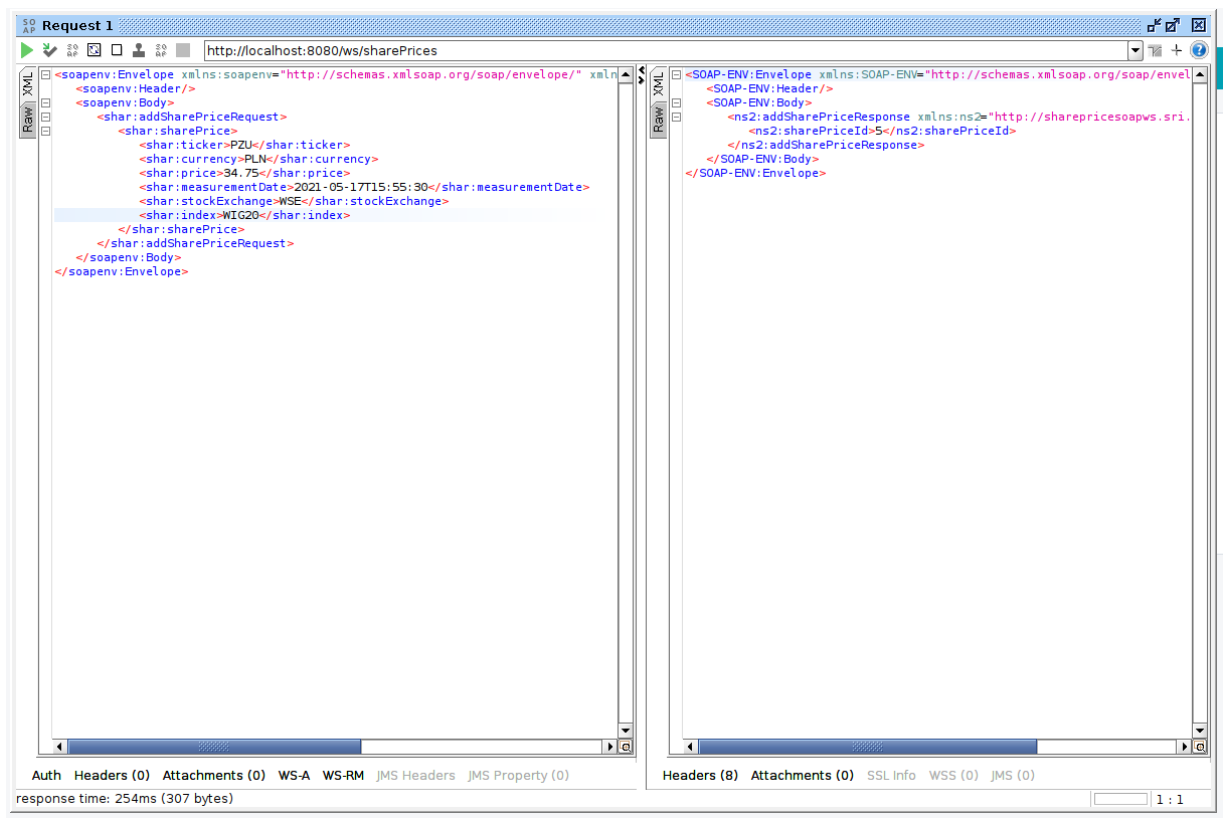 SO AP Request 1
SO AP SO AP http://localhost:8080/ws/sharePrices
XML
Raw
<soapenv:Envelope xmlns:soapenv="http://schemas.xmlsoap.org/soap/envelope/" xmln
<soapenv:Header/>
<soapenv:Body>
<shar:addSharePriceRequest>
<shar:sharePrice>
<shar:ticker>PZU</shar:ticker>
<shar:currency>PLN</shar:currency>
<shar:price>34.75</shar:price>
<shar:measurementDate>2021-05-17T15:55:30</shar:measurementDate>
<shar:stockExchange>WSE</shar:stockExchange>
<shar:index>WIG20</shar:index>
</shar:sharePrice>
</shar:addSharePriceRequest>
</soapenv:Body>
</soapenv:Envelope>
XML
Raw
<SOAP-ENV:Envelope xmlns:SOAP-ENV="http://schemas.xmlsoap.org/soap/envel
<SOAP-ENV:Header/>
<SOAP-ENV:Body>
<ns2:addSharePriceResponse xmlns:ns2="http://sharepricesoapws.sri.
<ns2:sharePriceId>5</ns2:sharePriceId>
</ns2:addSharePriceResponse>
</SOAP-ENV:Body>
</SOAP-ENV:Envelope>
Auth Headers (0) Attachments (0) WS-A WS-RM JMS Headers JMS Property (0)
Headers (8) Attachments (0) SSL Info WSS (0) JMS (0)
response time: 254ms (307 bytes)
1 : 1